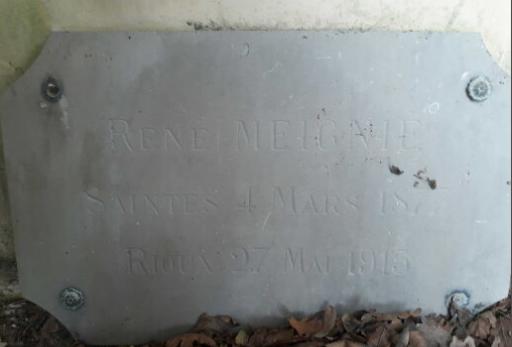 René MEIGNIE
Saintes 4 Mars
Rioux 27 Mai 1915